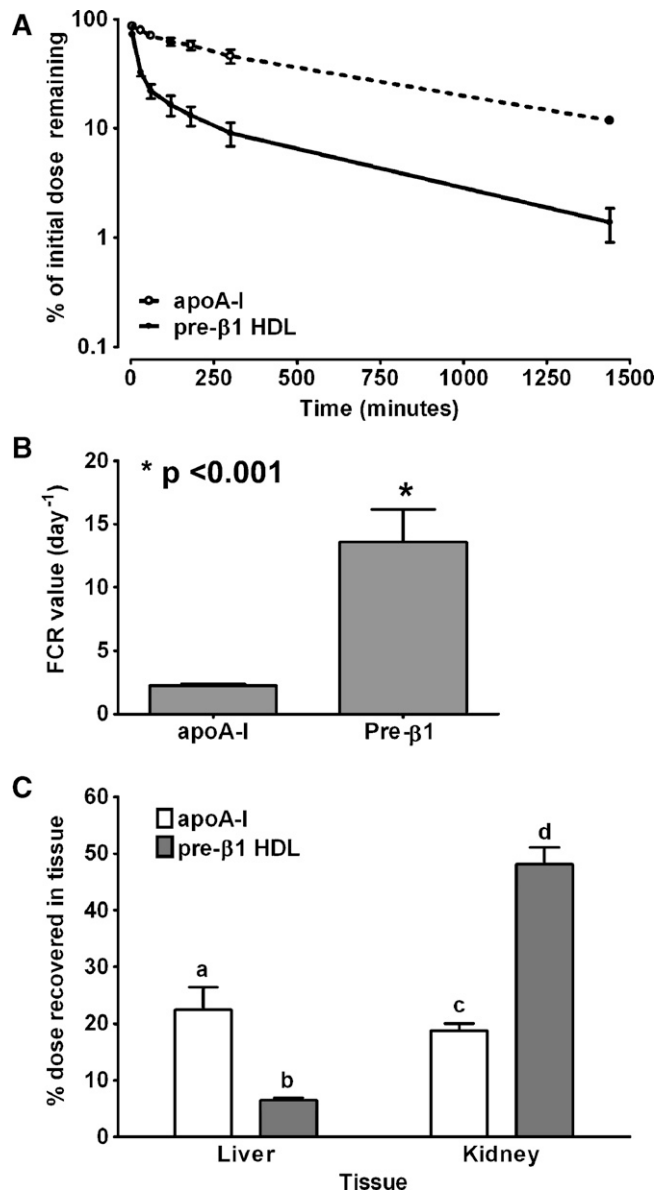 A
% of initial dose remaining
100
10
1
0.1
apoA-I
pre-β1 HDL
0 250 500 750 1000 1250 1500
Time (minutes)
B
FCR value (day⁻¹)
20
15
10
5
0
* p <0.001
*
apoA-I Pre-β1
C
% dose recovered in tissue
60
50
40
30
20
10
0
apoA-I
pre-β1 HDL
a
b
c
d
Liver Kidney
Tissue